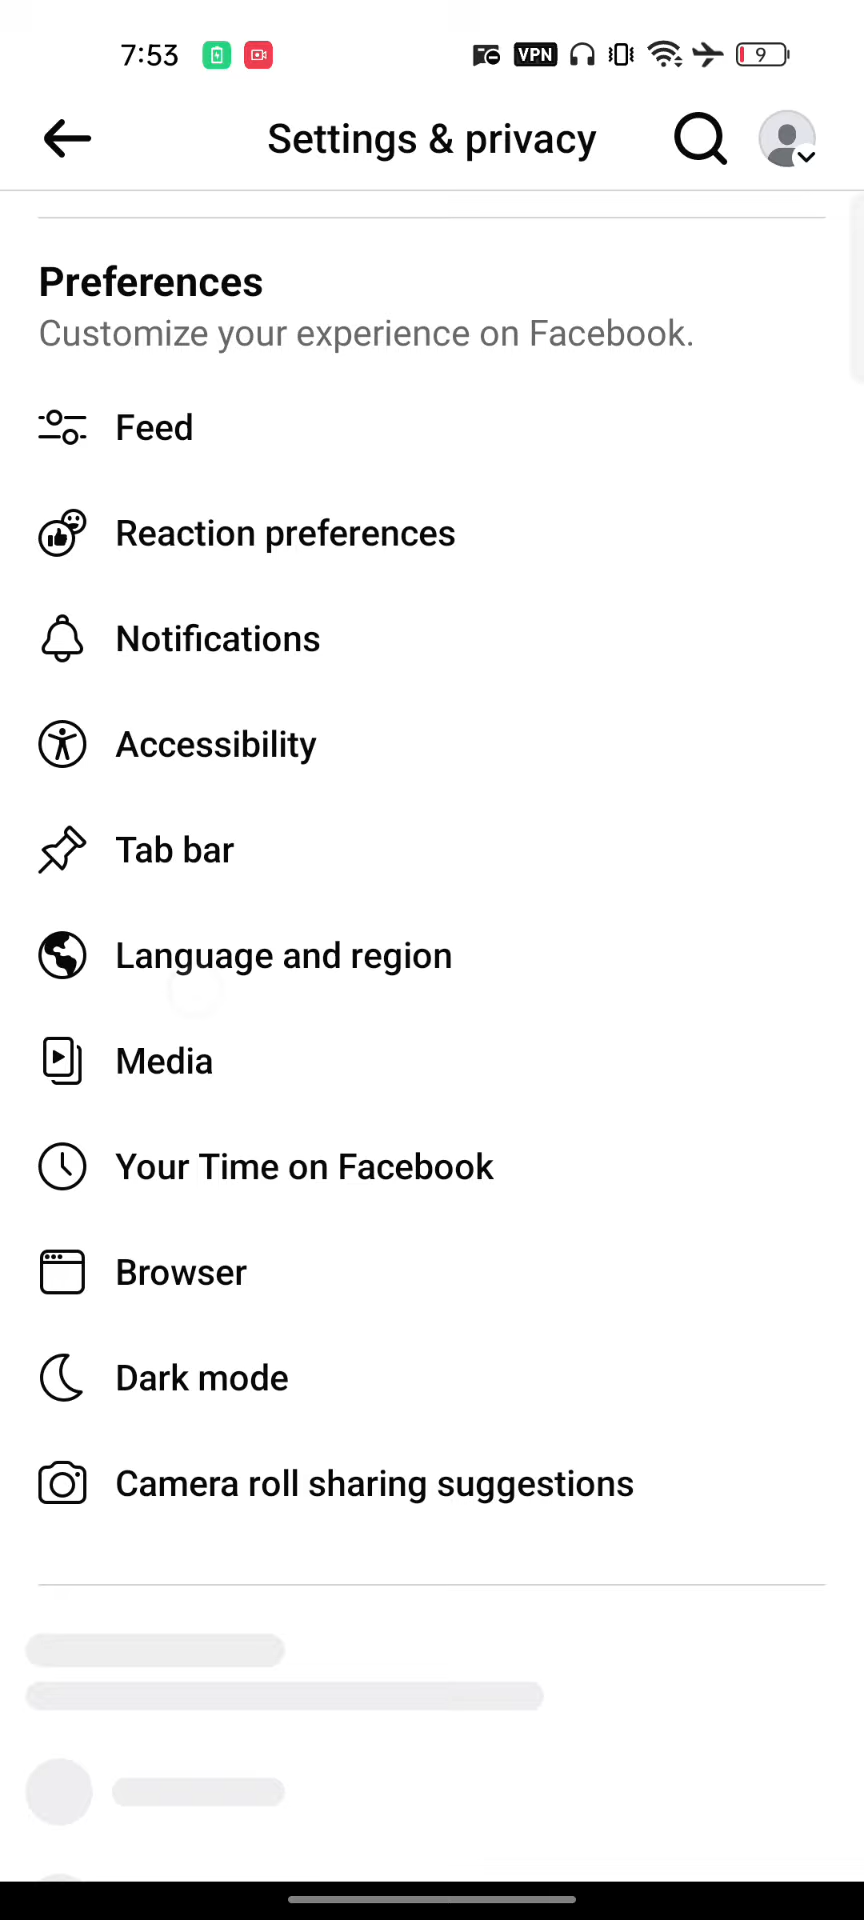 7:53 VPN 9
Settings & privacy
Preferences
Customize your experience on Facebook.
Feed
Reaction preferences
Notifications
Accessibility
Tab bar
Language and region
Media
Your Time on Facebook
Browser
Dark mode
Camera roll sharing suggestions